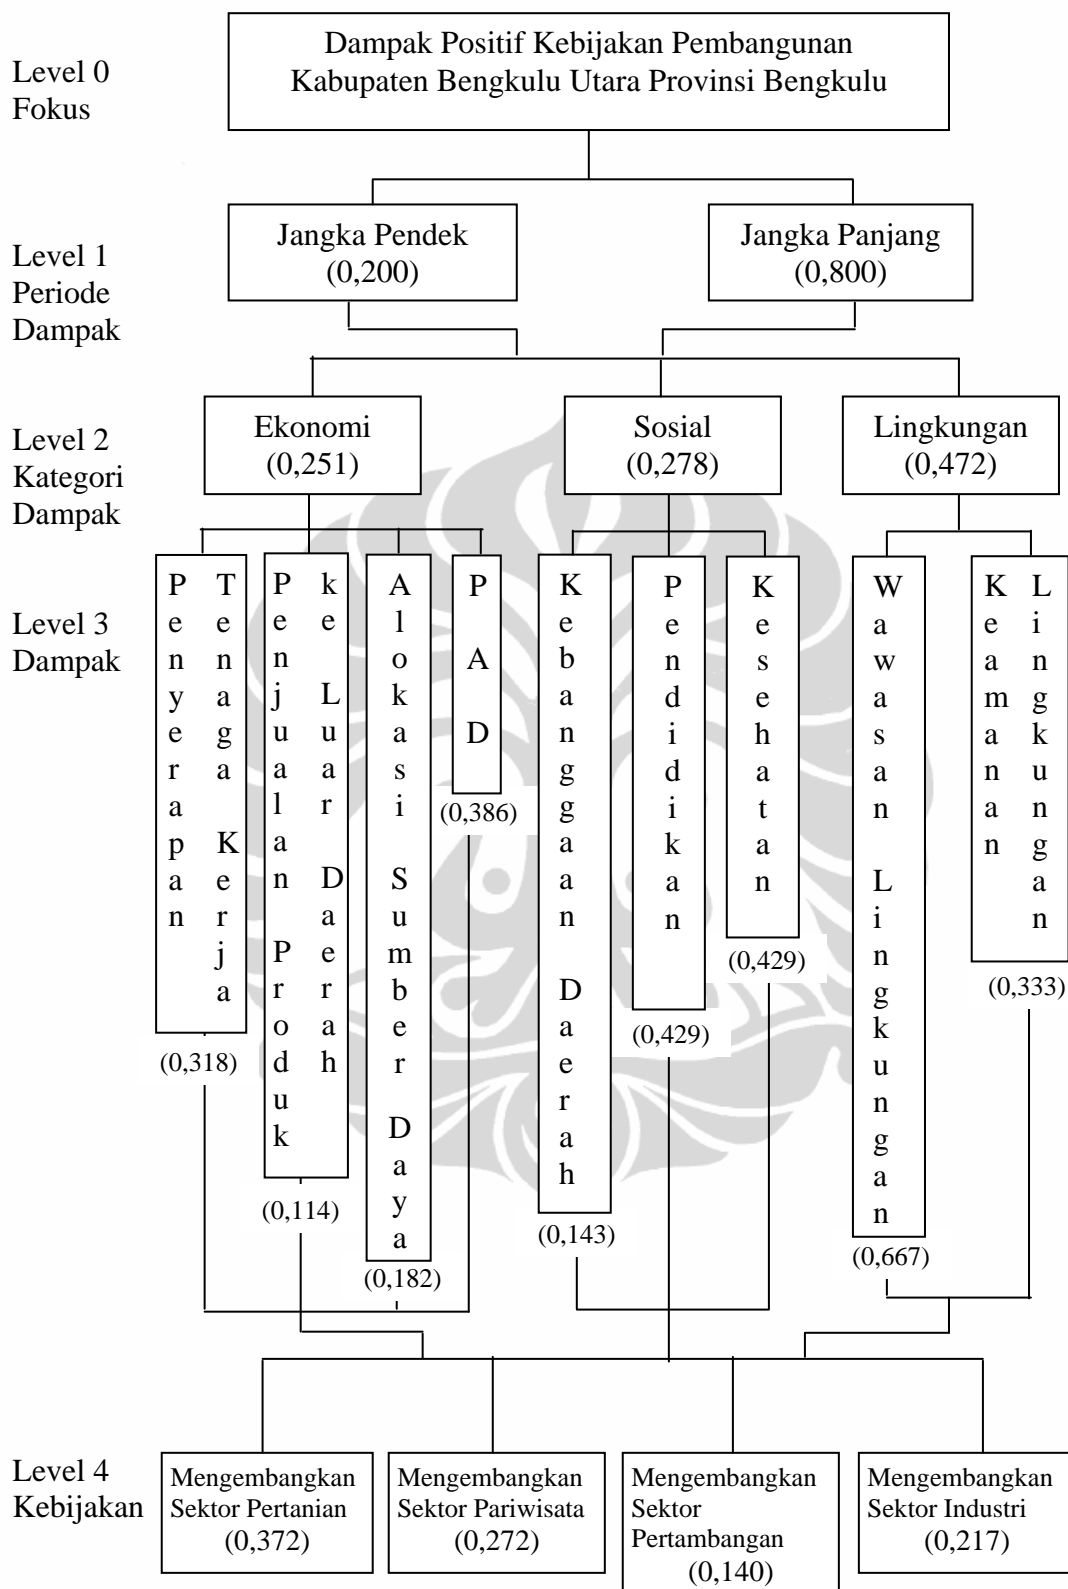 Level 0
Fokus
Dampak Positif Kebijakan Pembangunan
Kabupaten Bengkulu Utara Provinsi Bengkulu
Level 1
Periode
Dampak
Jangka Pendek
(0,200)
Jangka Panjang
(0,800)
Level 2
Kategori
Dampak
Ekonomi
(0,251)
Sosial
(0,278)
Lingkungan
(0,472)
Level 3
Dampak
Penyerapan
Tenaga Kerja
(0,318)
Penjualan Produk
ke Luar Daerah
(0,114)
Alokasi Sumber Daya
(0,182)
PAD
(0,386)
Kebanggaan Daerah
(0,143)
Pendidikan
(0,429)
Kesehatan
(0,429)
Wawasan Lingkungan
(0,667)
Keamanan
Lingkungan
(0,333)
Level 4
Kebijakan
Mengembangkan
Sektor Pertanian
(0,372)
Mengembangkan
Sektor Pariwisata
(0,272)
Mengembangkan
Sektor
Pertambangan
(0,140)
Mengembangkan
Sektor Industri
(0,217)